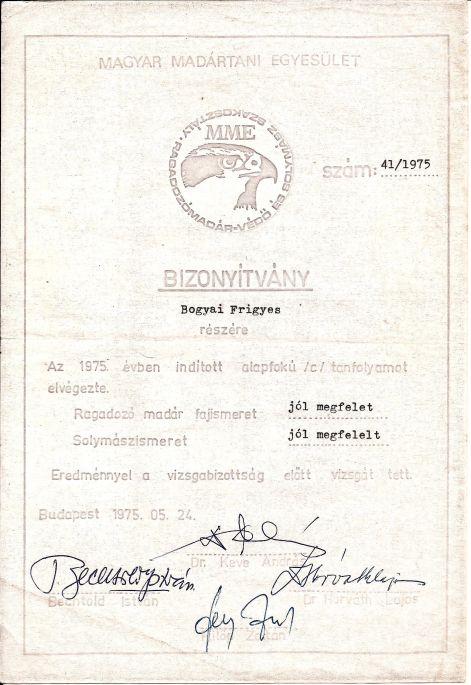 MAGYAR MADÁRTANI EGYESÜLET
MME
RAGADOZÓMADÁR-VÉDŐ ÉS SOLYMÁSZ SZAKOSZTÁLY
szám: 41/1975
BIZONYÍTVÁNY
Bogyai Frigyes
részére
Az 1975. évben indított alapfokú /c/ tanfolyamot
elvégezte.
Ragadozó madár fajismeret jól megfelet
Solymászismeret jól megfelelt
Eredménnyel a vizsgabizottság előtt vizsgát tett.
Budapest 1975. 05. 24.
Dr. Keve András
Bechtold István
Dr Horváth Lajos
Zoltán